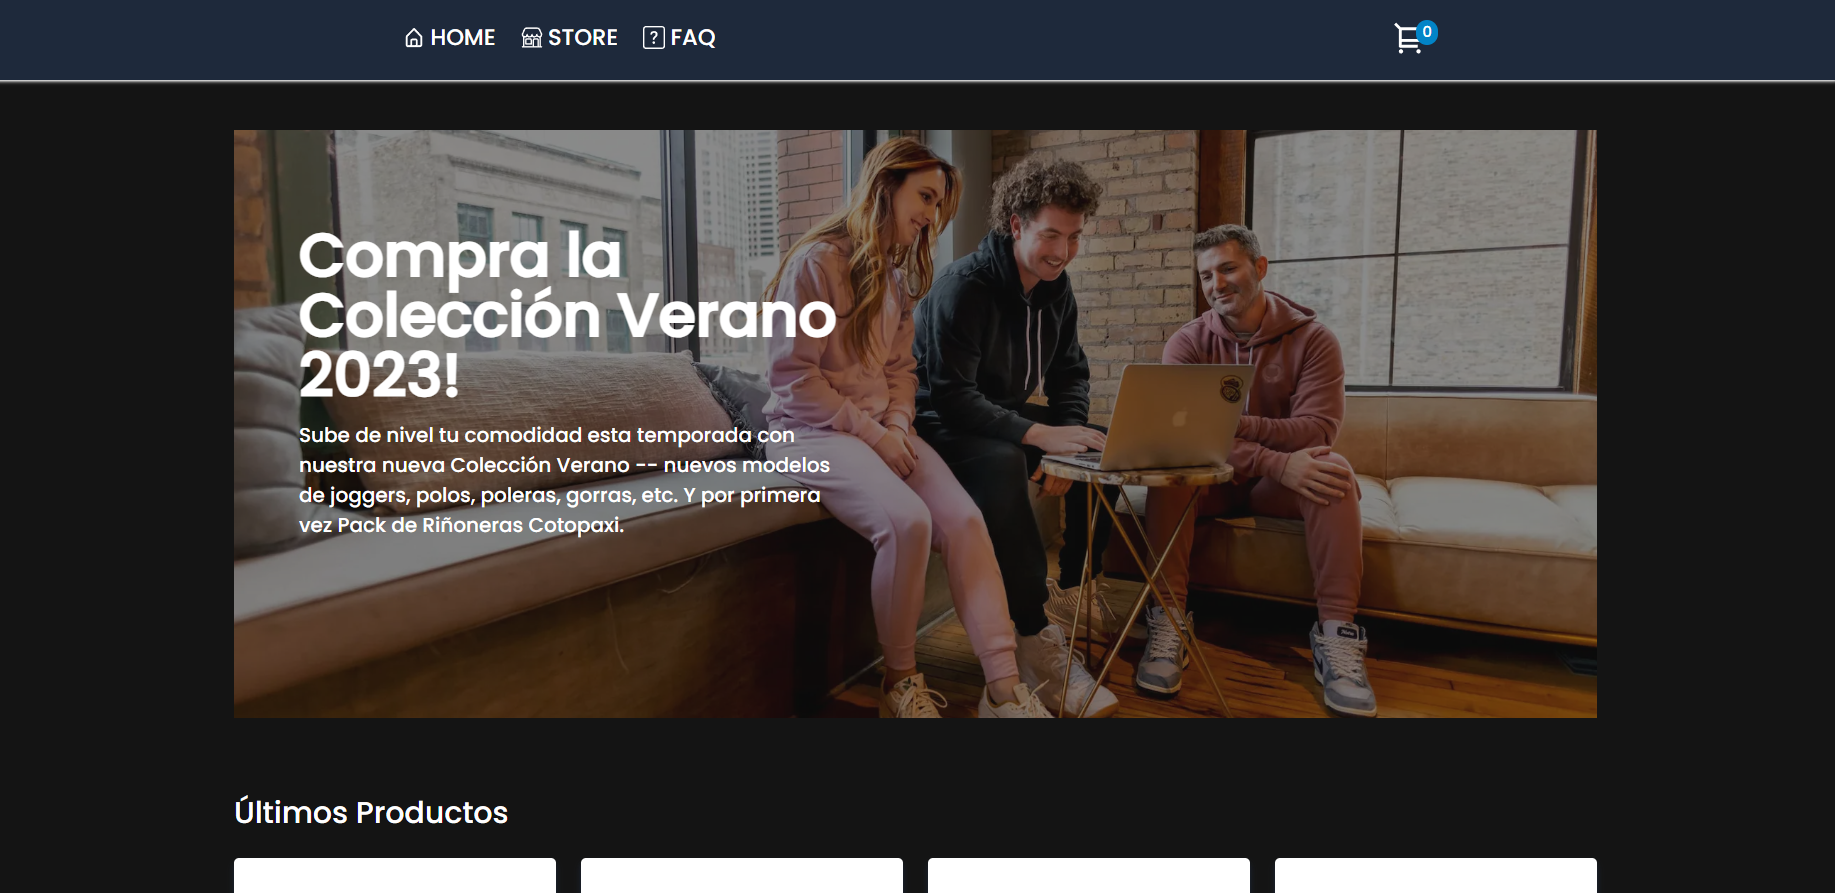 HOME STORE ? FAQ 0
Compra la
Colección Verano
2023!
Sube de nivel tu comodidad esta temporada con
nuestra nueva Colección Verano -- nuevos modelos
de joggers, polos, poleras, gorras, etc. Y por primera
vez Pack de Riñoneras Cotopaxi.
Últimos Productos